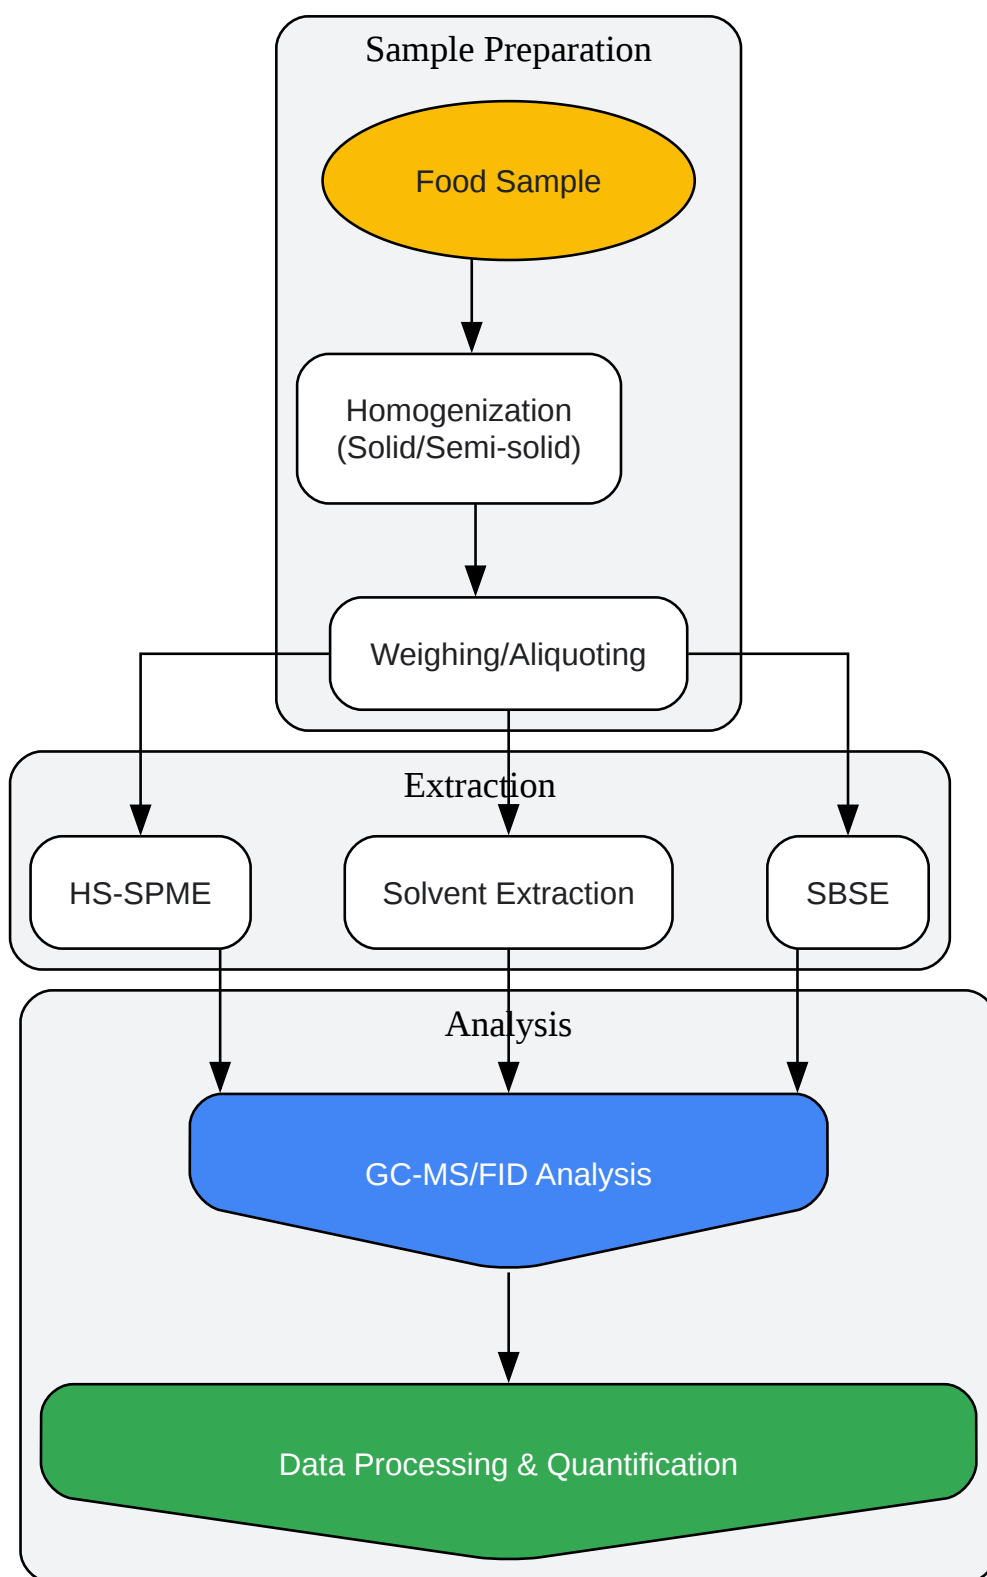 Sample Preparation
Food Sample
Homogenization
(Solid/Semi-solid)
Weighing/Aliquoting
Extraction
HS-SPME
Solvent Extraction
SBSE
Analysis
GC-MS/FID Analysis
Data Processing & Quantification